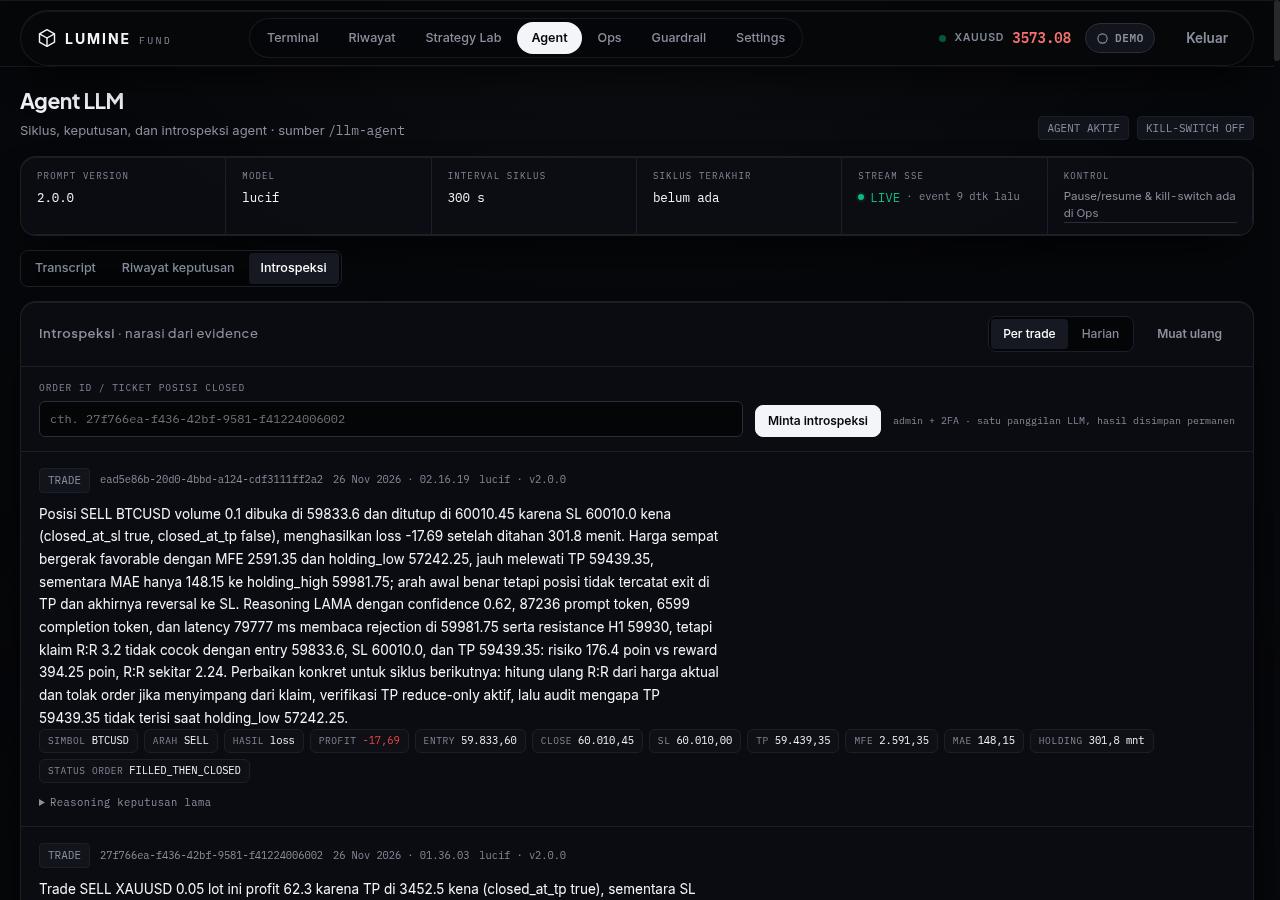 LUMINE FUND
Terminal Riwayat Strategy Lab Agent Ops Guardrail Settings
XAUUSD 3573.08 DEMO Keluar
Agent LLM
Siklus, keputusan, dan introspeksi agent · sumber /llm-agent
AGENT AKTIF KILL-SWITCH OFF
PROMPT VERSION
2.0.0
MODEL
lucif
INTERVAL SIKLUS
300 s
SIKLUS TERAKHIR
belum ada
STREAM SSE
LIVE · event 9 dtk lalu
KONTROL
Pause/resume & kill-switch ada
di Ops
Transcript Riwayat keputusan Introspeksi
Introspeksi · narasi dari evidence
Per trade Harian Muat ulang
ORDER ID / TICKET POSISI CLOSED
cth. 27f766ea-f436-42bf-9581-f41224006002
Minta introspeksi
admin + 2FA · satu panggilan LLM, hasil disimpan permanen
TRADE ead5e86b-20d0-4bbd-a124-cdf3111ff2a2 26 Nov 2026 · 02.16.19 lucif · v2.0.0
Posisi SELL BTCUSD volume 0.1 dibuka di 59833.6 dan ditutup di 60010.45 karena SL 60010.0 kena
(closed_at_sl true, closed_at_tp false), menghasilkan loss -17.69 setelah ditahan 301.8 menit. Harga sempat
bergerak favorable dengan MFE 2591.35 dan holding_low 57242.25, jauh melewati TP 59439.35,
sementara MAE hanya 148.15 ke holding_high 59981.75; arah awal benar tetapi posisi tidak tercatat exit di
TP dan akhirnya reversal ke SL. Reasoning LAMA dengan confidence 0.62, 87236 prompt token, 6599
completion token, dan latency 79777 ms membaca rejection di 59981.75 serta resistance H1 59930, tetapi
klaim R:R 3.2 tidak cocok dengan entry 59833.6, SL 60010.0, dan TP 59439.35: risiko 176.4 poin vs reward
394.25 poin, R:R sekitar 2.24. Perbaikan konkret untuk siklus berikutnya: hitung ulang R:R dari harga aktual
dan tolak order jika menyimpang dari klaim, verifikasi TP reduce-only aktif, lalu audit mengapa TP
59439.35 tidak terisi saat holding_low 57242.25.
SIMBOL BTCUSD ARAH SELL HASIL loss PROFIT -17,69 ENTRY 59.833,60 CLOSE 60.010,45 SL 60.010,00 TP 59.439,35 MFE 2.591,35 MAE 148,15 HOLDING 301,8 mnt
STATUS ORDER FILLED_THEN_CLOSED
Reasoning keputusan lama
TRADE 27f766ea-f436-42bf-9581-f41224006002 26 Nov 2026 · 01.36.03 lucif · v2.0.0
Trade SELL XAUUSD 0.05 lot ini profit 62.3 karena TP di 3452.5 kena (closed_at_tp true), sementara SL